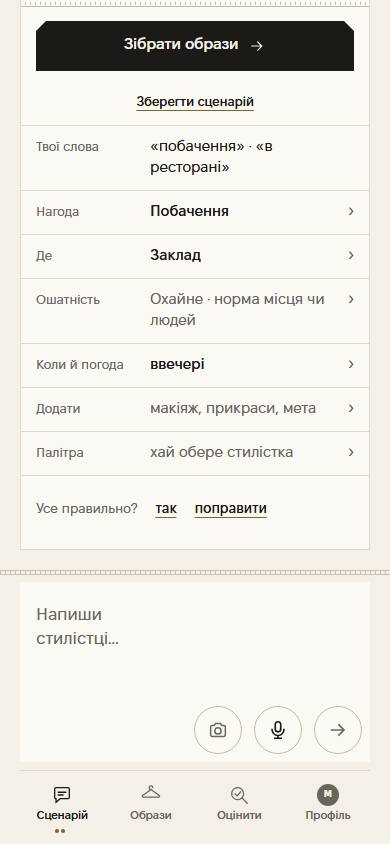 Зібрати образи →
Зберегти сценарій
Твої слова «побачення» · «в
ресторані»
Нагода Побачення ›
Де Заклад ›
Ошатність Охайне · норма місця чи ›
людей
Коли й погода ввечері ›
Додати макіяж, прикраси, мета ›
Палітра хай обере стилістка ›
Усе правильно? так поправити
Напиши
стилістці...
Сценарій Образи Оцінити М Профіль